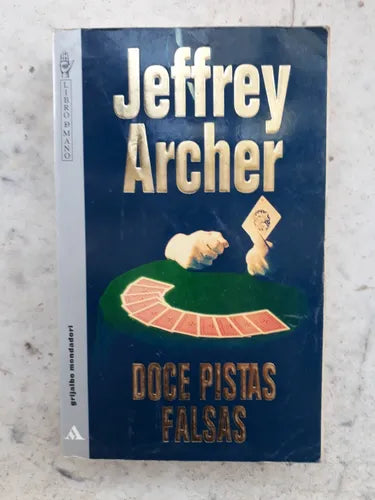 Jeffrey
Archer
DOCE PISTAS
FALSAS
LIBRO DE MANO
grijalbo mondadori